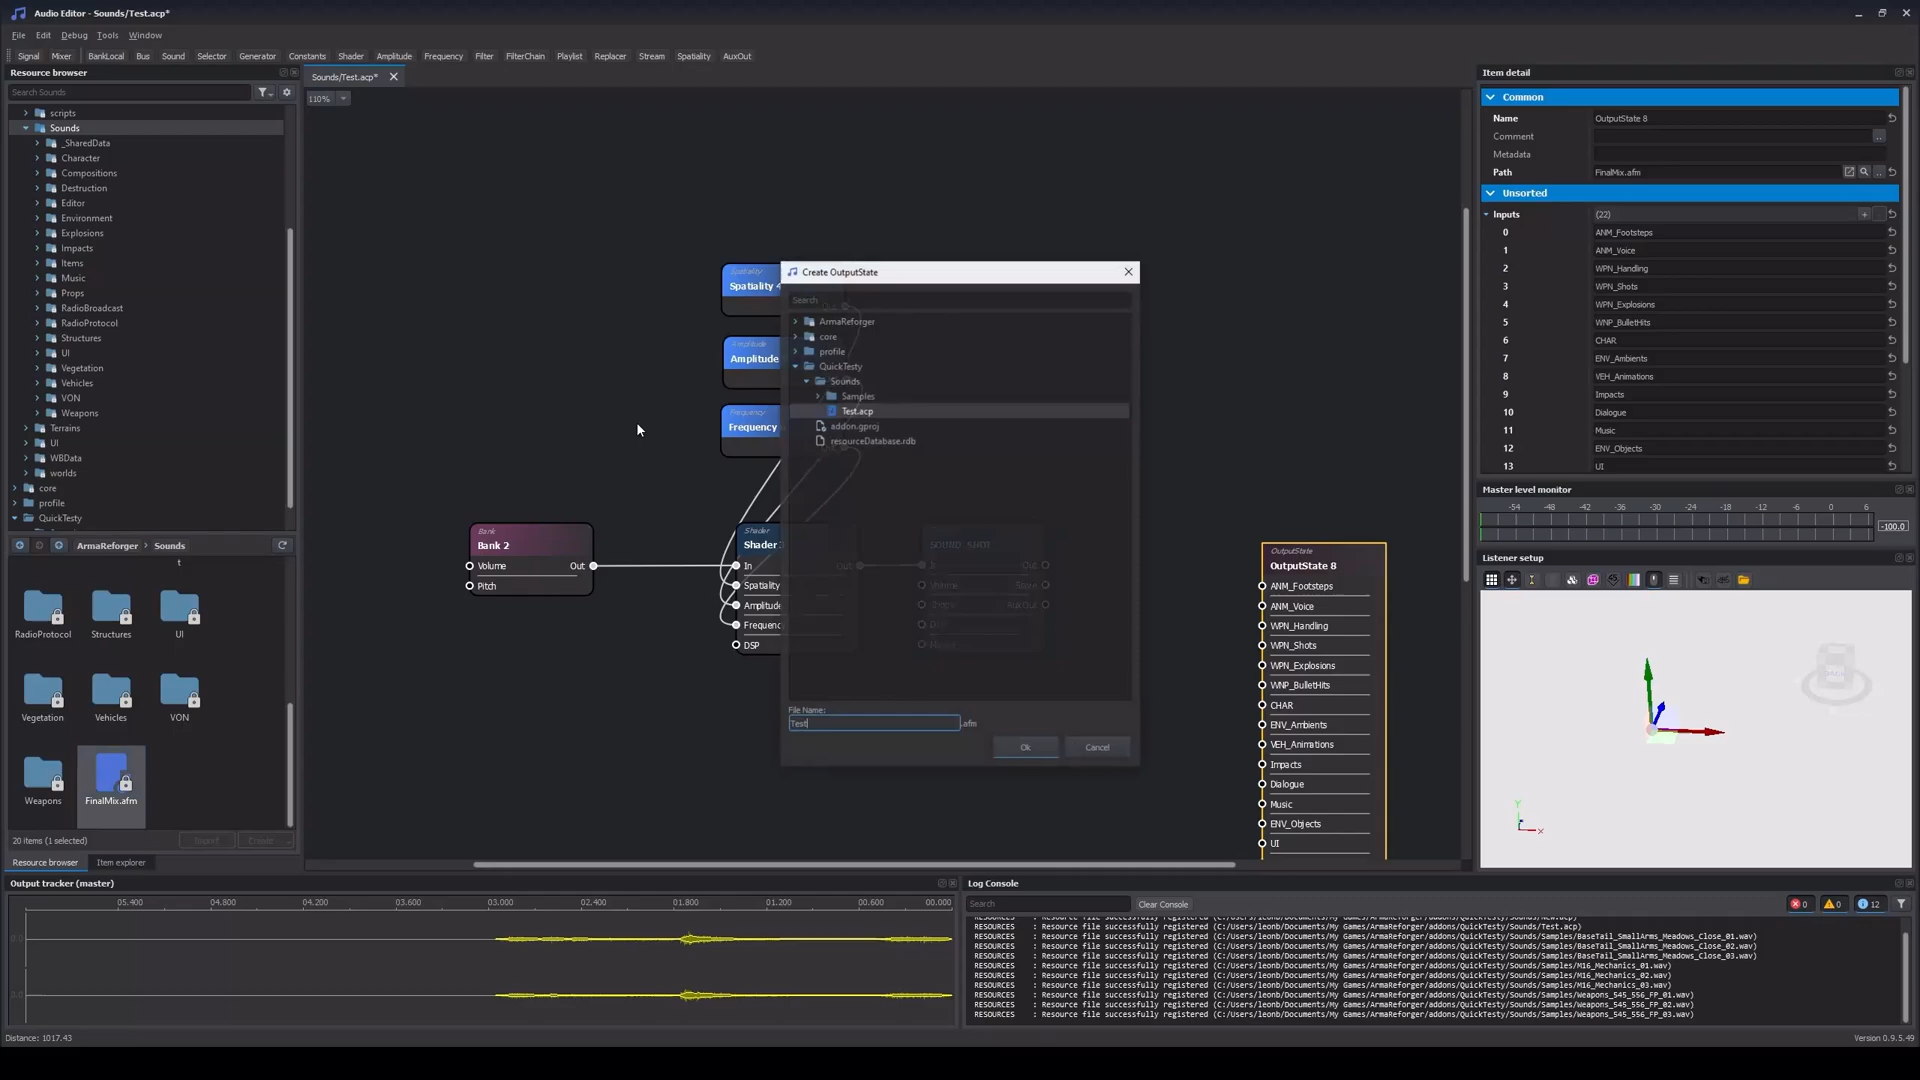 Audio Editor - Sounds/Test.acp*
File Edit Debug Tools Window
Signal Mixer BankLocal Bus Sound Selector Generator Constants Shader Amplitude Frequency Filter FilterChain Playlist Replacer Stream Spatiality AuxOut
Resource browser
Search Sounds
scripts
Sounds
_SharedData
Character
Compositions
Destruction
Editor
Environment
Explosions
Impacts
Items
Music
Props
RadioBroadcast
RadioProtocol
Structures
UI
Vegetation
Vehicles
VON
Weapons
Terrains
UI
WBData
worlds
core
profile
QuickTesty
ArmaReforger > Sounds
t
RadioProtocol Structures UI
Vegetation Vehicles VON
Weapons FinalMix.afm
20 items (1 selected)
Import Create
Resource browser Item explorer
Sounds/Test.acp*
110%
Spatiality
Spatiality 4
Amplitude
Amplitude
Frequency
Frequency
Bank
Bank 2
Volume Out
Pitch
Shader
Shader
In
Spatiality
Amplitude
Frequenc
DSP
SOUND_SHOT
Create OutputState
Search
ArmaReforger
core
profile
QuickTesty
Sounds
Samples
Test.acp
addon.gproj
resourceDatabase.rdb
File Name:
Test .afm
Ok Cancel
OutputState
OutputState 8
ANM_Footsteps
ANM_Voice
WPN_Handling
WPN_Shots
WPN_Explosions
WNP_BulletHits
CHAR
ENV_Ambients
VEH_Animations
Impacts
Dialogue
Music
ENV_Objects
UI
Item detail
Common
Name OutputState 8
Comment
Metadata
Path FinalMix.afm
Unsorted
Inputs (22)
0 ANM_Footsteps
1 ANM_Voice
2 WPN_Handling
3 WPN_Shots
4 WPN_Explosions
5 WNP_BulletHits
6 CHAR
7 ENV_Ambients
8 VEH_Animations
9 Impacts
10 Dialogue
11 Music
12 ENV_Objects
13 UI
Master level monitor
-54 -48 -42 -36 -30 -24 -18 -12 -6 0 6
-100.0
Listener setup
Y
X
Output tracker (master)
05.400 04.800 04.200 03.600 03.000 02.400 01.800 01.200 00.600 00.000
Log Console
Search Clear Console 0 0 12
RESOURCES : Resource file successfully registered (C:/Users/leonb/Documents/My Games/ArmaReforger/addons/QuickTesty/Sounds/New.acp)
RESOURCES : Resource file successfully registered (C:/Users/leonb/Documents/My Games/ArmaReforger/addons/QuickTesty/Sounds/Test.acp)
RESOURCES : Resource file successfully registered (C:/Users/leonb/Documents/My Games/ArmaReforger/addons/QuickTesty/Sounds/Samples/BaseTail_SmallArms_Meadows_Close_01.wav)
RESOURCES : Resource file successfully registered (C:/Users/leonb/Documents/My Games/ArmaReforger/addons/QuickTesty/Sounds/Samples/BaseTail_SmallArms_Meadows_Close_02.wav)
RESOURCES : Resource file successfully registered (C:/Users/leonb/Documents/My Games/ArmaReforger/addons/QuickTesty/Sounds/Samples/BaseTail_SmallArms_Meadows_Close_03.wav)
RESOURCES : Resource file successfully registered (C:/Users/leonb/Documents/My Games/ArmaReforger/addons/QuickTesty/Sounds/Samples/M16_Mechanics_01.wav)
RESOURCES : Resource file successfully registered (C:/Users/leonb/Documents/My Games/ArmaReforger/addons/QuickTesty/Sounds/Samples/M16_Mechanics_02.wav)
RESOURCES : Resource file successfully registered (C:/Users/leonb/Documents/My Games/ArmaReforger/addons/QuickTesty/Sounds/Samples/M16_Mechanics_03.wav)
RESOURCES : Resource file successfully registered (C:/Users/leonb/Documents/My Games/ArmaReforger/addons/QuickTesty/Sounds/Samples/Weapons_545_556_FP_01.wav)
RESOURCES : Resource file successfully registered (C:/Users/leonb/Documents/My Games/ArmaReforger/addons/QuickTesty/Sounds/Samples/Weapons_545_556_FP_02.wav)
RESOURCES : Resource file successfully registered (C:/Users/leonb/Documents/My Games/ArmaReforger/addons/QuickTesty/Sounds/Samples/Weapons_545_556_FP_03.wav)
Distance: 1017.43
Version 0.9.5.49